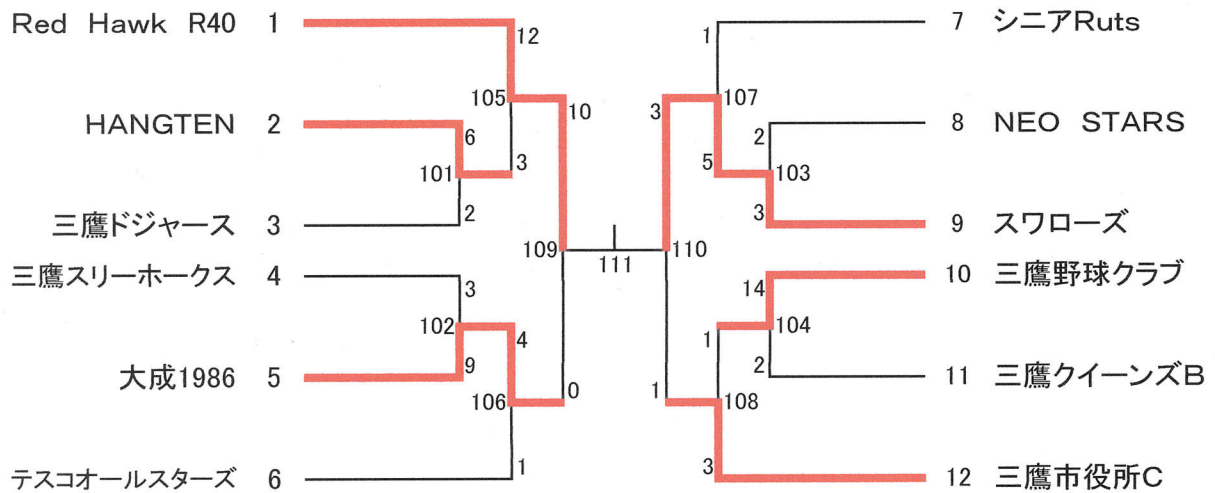 Red Hawk R40 1
12
105
10
HANGTEN 2
6
101
3
2
三鷹ドジャース 3
109
三鷹スリーホークス 4
3
102
4
9
大成1986 5
106
0
1
テスコオールスターズ 6
111
7 シニアRuts
1
107
3
8 NEO STARS
2
5
103
3
9 スワローズ
110
10 三鷹野球クラブ
14
104
1
2
11 三鷹クイーンズB
1
108
3
12 三鷹市役所C